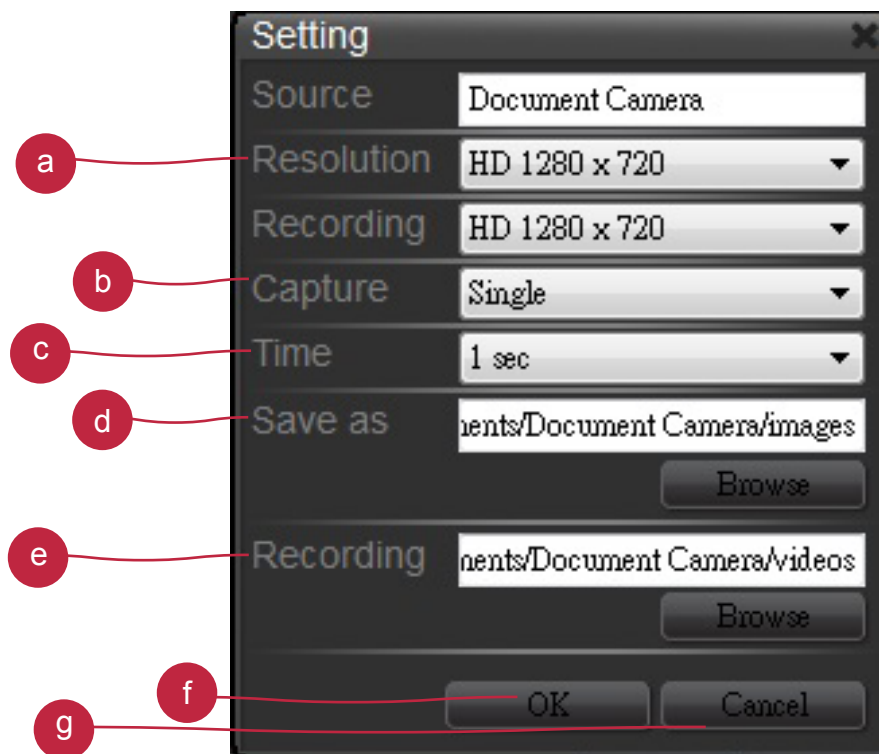 Setting
Source Document Camera
a Resolution HD 1280 x 720
Recording HD 1280 x 720
b Capture Single
c Time 1 sec
d Save as nents/Document Camera/images
Browse
e Recording nents/Document Camera/videos
Browse
f OK Cancel
g